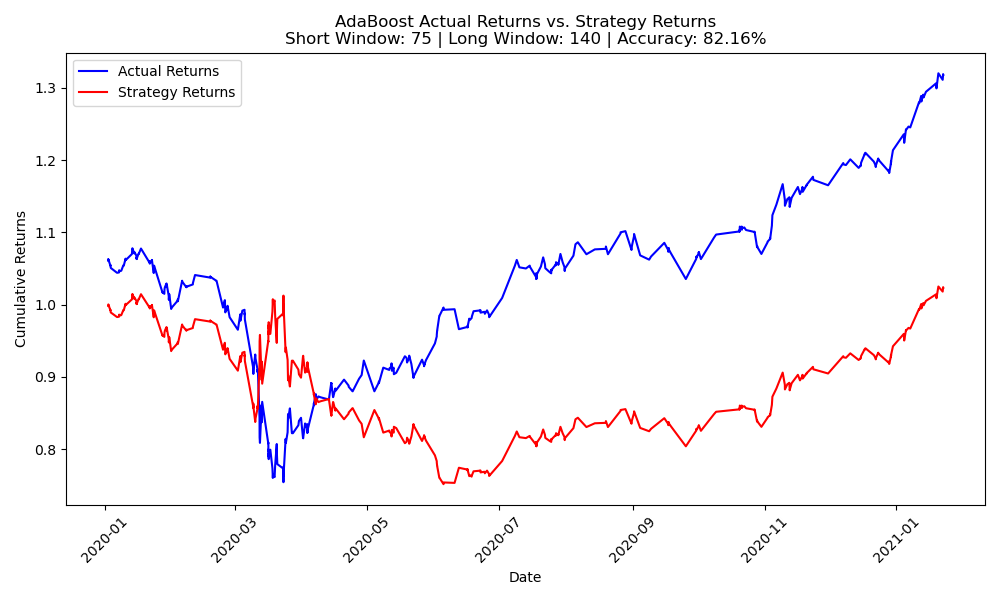 AdaBoost Actual Returns vs. Strategy Returns
Short Window: 75 | Long Window: 140 | Accuracy: 82.16%
Actual Returns
Strategy Returns
Cumulative Returns
1.3
1.2
1.1
1.0
0.9
0.8
2020-01
2020-03
2020-05
2020-07
2020-09
2020-11
2021-01
Date